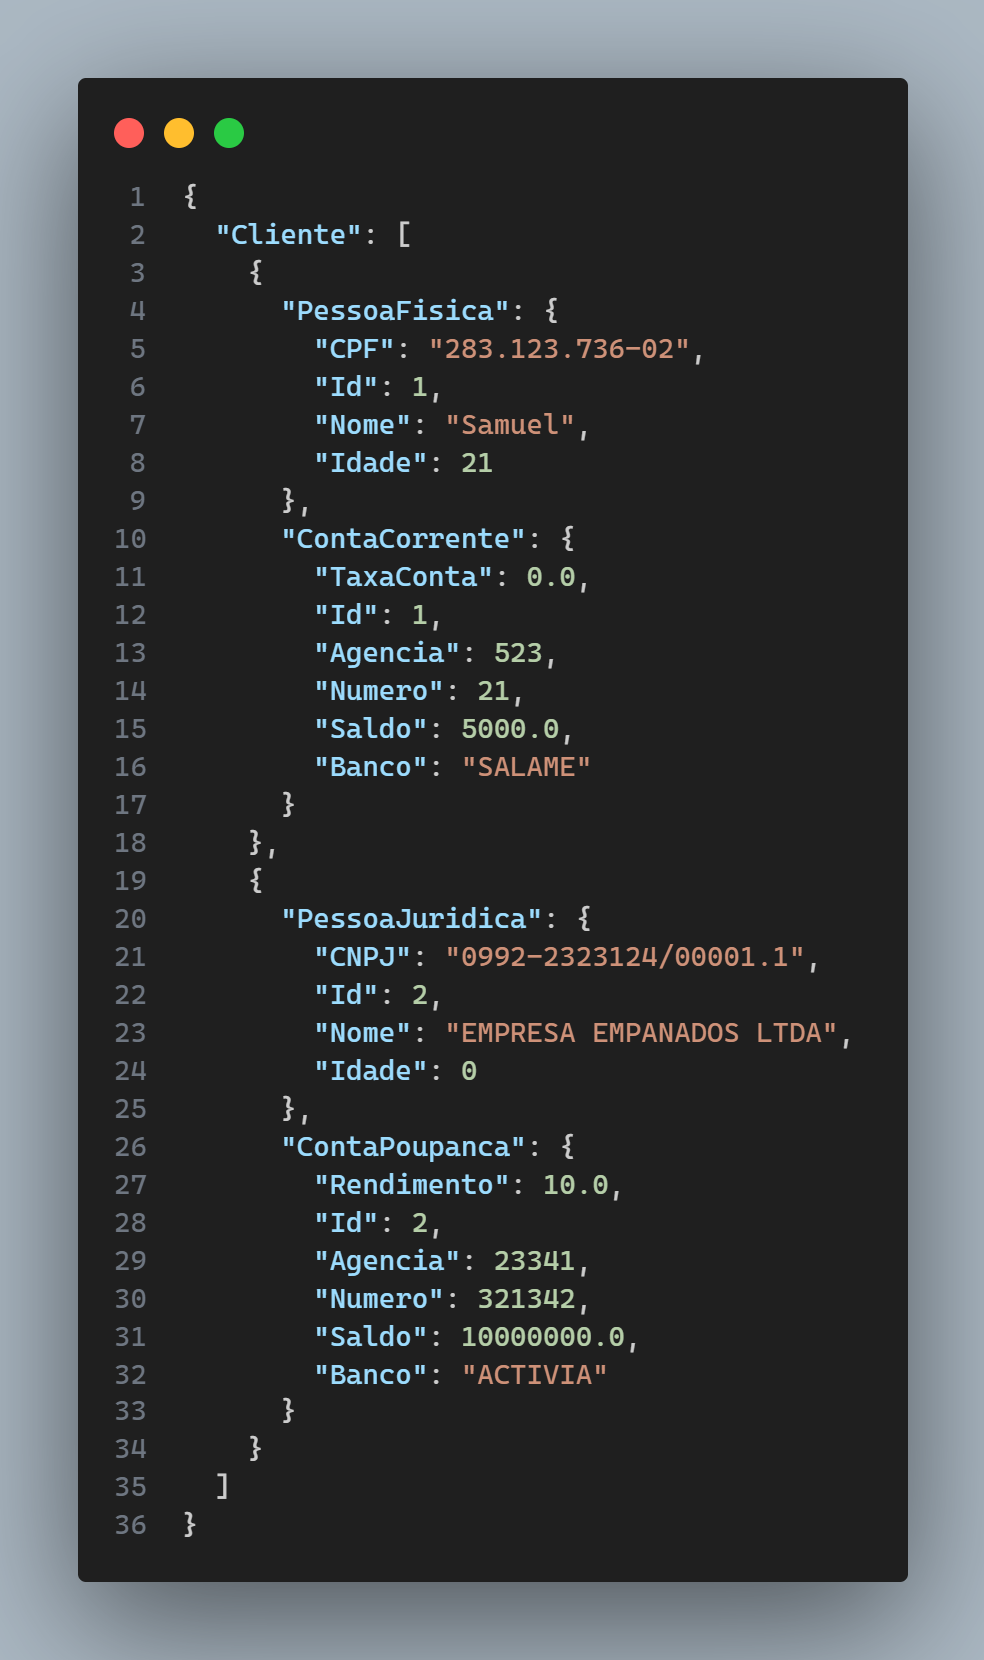 1 {
2   "Cliente": [
3     {
4       "PessoaFisica": {
5         "CPF": "283.123.736-02",
6         "Id": 1,
7         "Nome": "Samuel",
8         "Idade": 21
9       },
10       "ContaCorrente": {
11         "TaxaConta": 0.0,
12         "Id": 1,
13         "Agencia": 523,
14         "Numero": 21,
15         "Saldo": 5000.0,
16         "Banco": "SALAME"
17       }
18     },
19     {
20       "PessoaJuridica": {
21         "CNPJ": "0992-2323124/00001.1",
22         "Id": 2,
23         "Nome": "EMPRESA EMPANADOS LTDA",
24         "Idade": 0
25       },
26       "ContaPoupanca": {
27         "Rendimento": 10.0,
28         "Id": 2,
29         "Agencia": 23341,
30         "Numero": 321342,
31         "Saldo": 10000000.0,
32         "Banco": "ACTIVIA"
33       }
34     }
35   ]
36 }